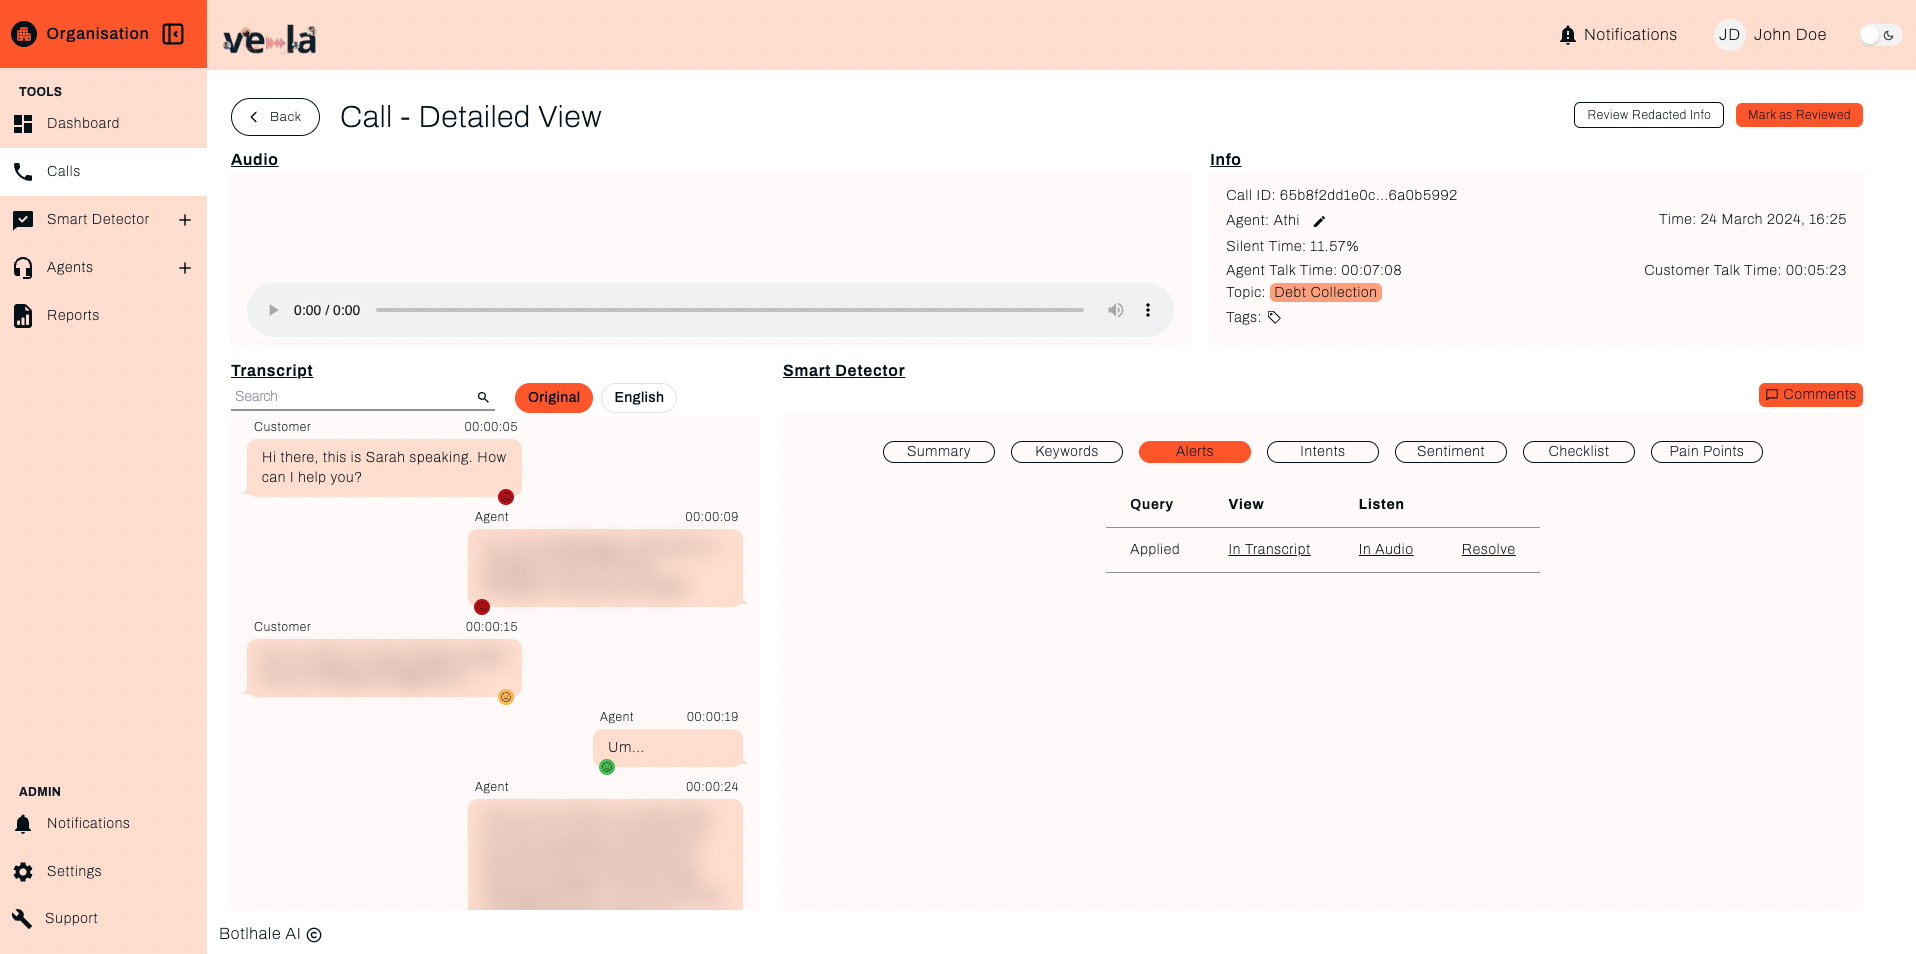 Organisation
vela
Notifications
JD John Doe
TOOLS
Dashboard
Calls
Smart Detector
Agents
Reports
ADMIN
Notifications
Settings
Support
Back
Call - Detailed View
Review Redacted Info
Mark as Reviewed
Audio
0:00 / 0:00
Info
Call ID: 65b8f2dd1e0c...6a0b5992
Agent: Athi
Time: 24 March 2024, 16:25
Silent Time: 11.57%
Agent Talk Time: 00:07:08
Customer Talk Time: 00:05:23
Topic: Debt Collection
Tags:
Transcript
Search
Original
English
Customer 00:00:05
Hi there, this is Sarah speaking. How
can I help you?
Agent 00:00:09
Customer 00:00:15
Agent 00:00:19
Um...
Agent 00:00:24
Smart Detector
Comments
Summary
Keywords
Alerts
Intents
Sentiment
Checklist
Pain Points
Query View Listen
Applied In Transcript In Audio Resolve
Botlhale AI ©